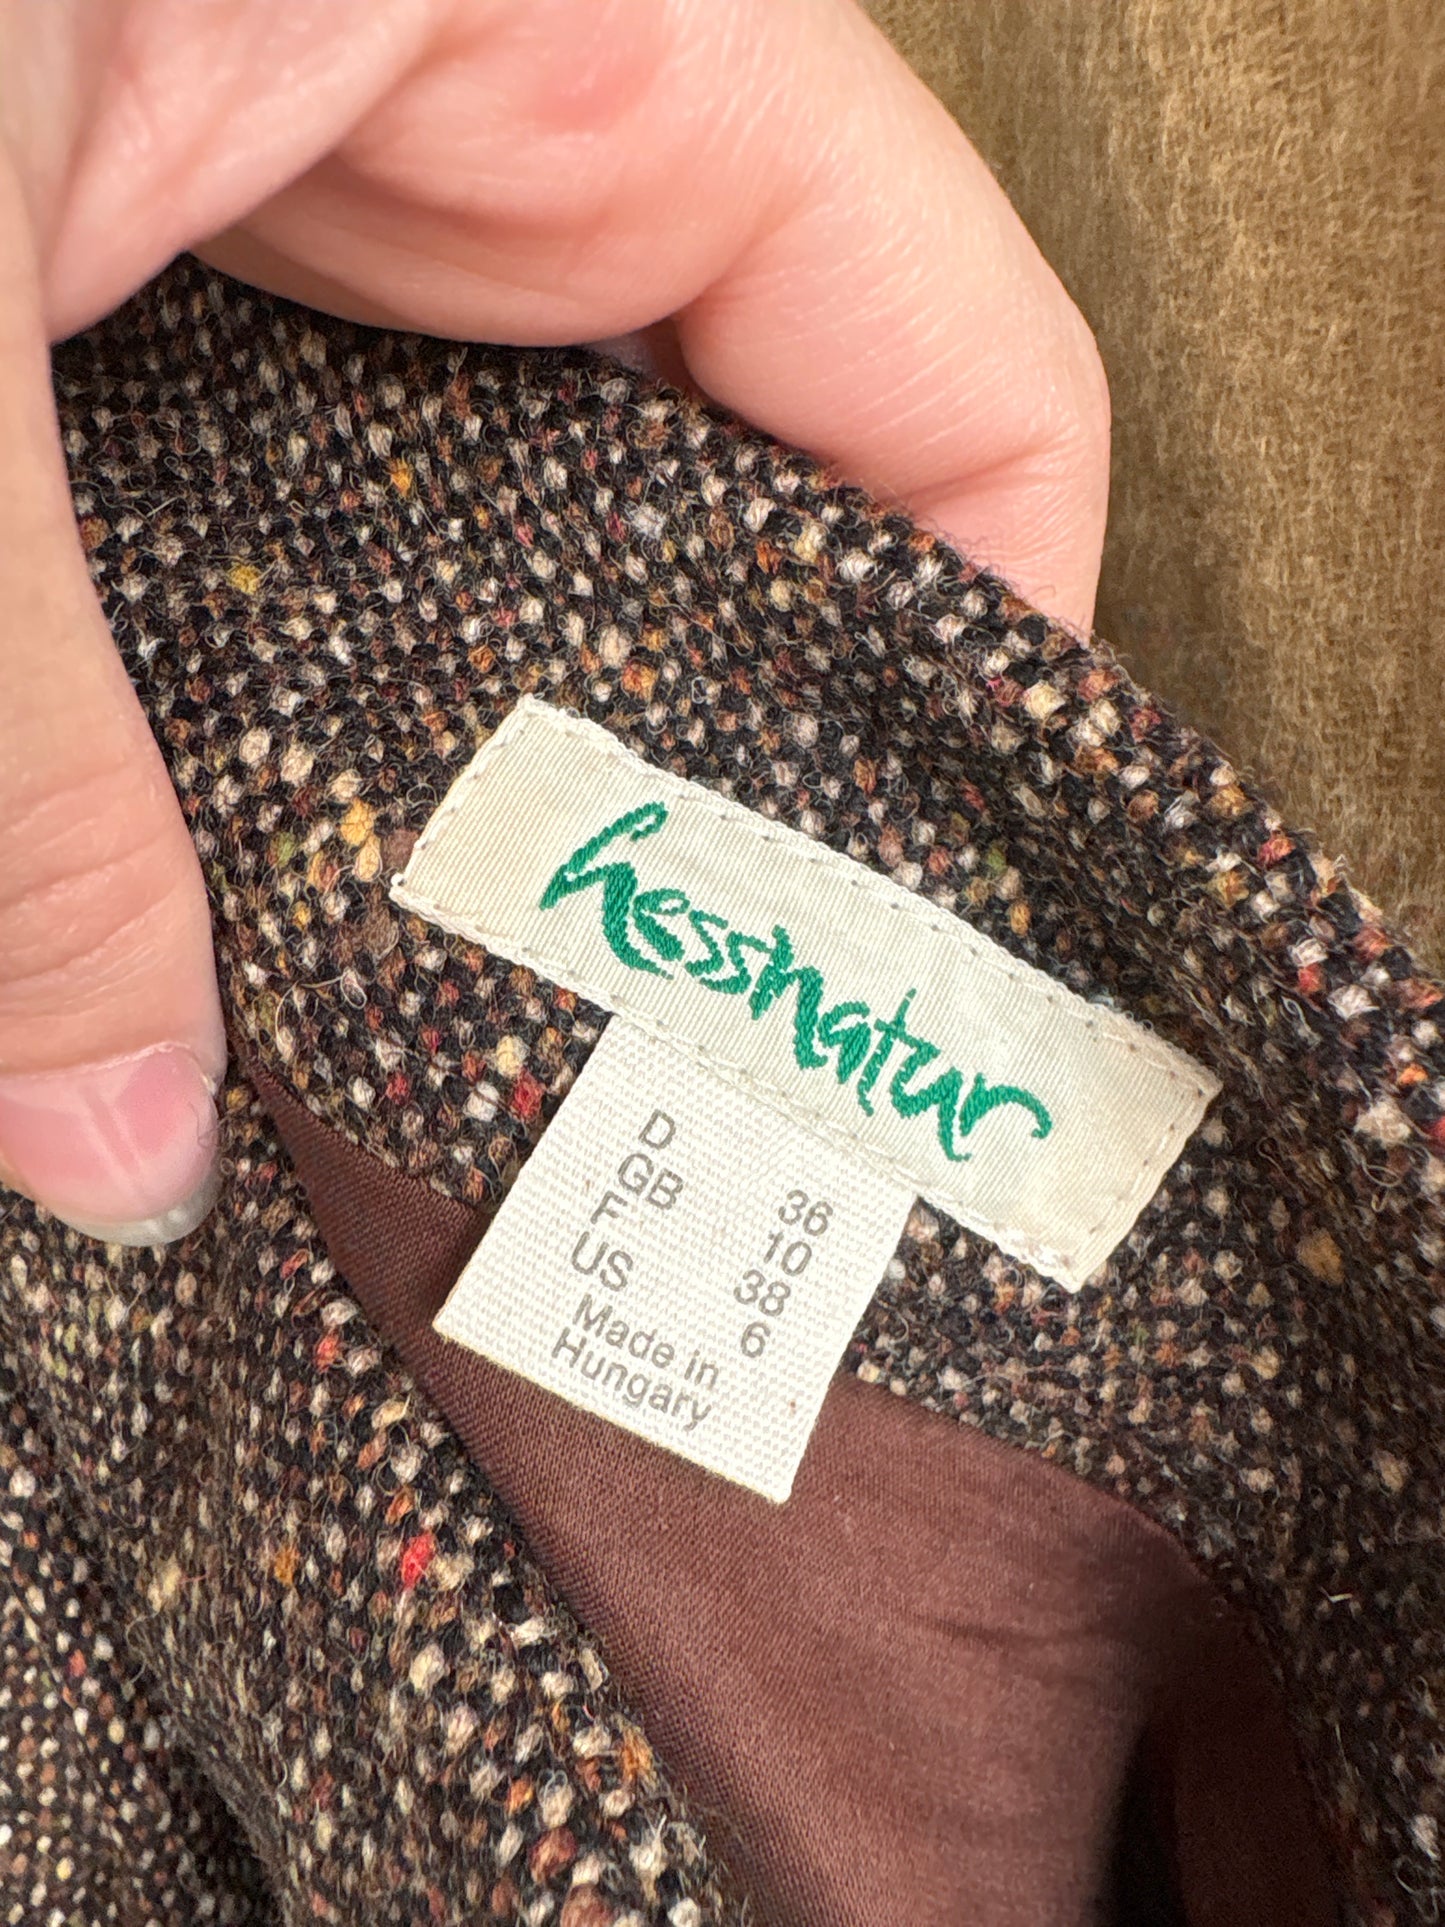 hessnatur
D 36
GB 10
F 38
US 6
Made in
Hungary